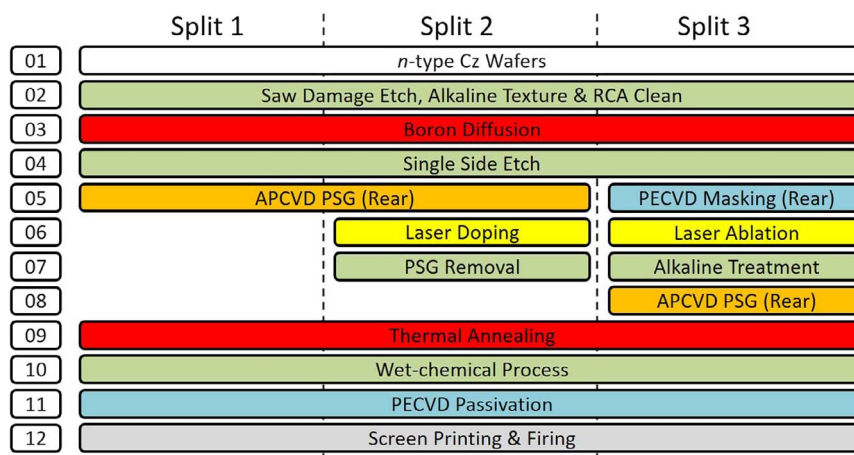 Split 1 Split 2 Split 3
01 n-type Cz Wafers
02 Saw Damage Etch, Alkaline Texture & RCA Clean
03 Boron Diffusion
04 Single Side Etch
05 APCVD PSG (Rear) PECVD Masking (Rear)
06 Laser Doping Laser Ablation
07 PSG Removal Alkaline Treatment
08 APCVD PSG (Rear)
09 Thermal Annealing
10 Wet-chemical Process
11 PECVD Passivation
12 Screen Printing & Firing